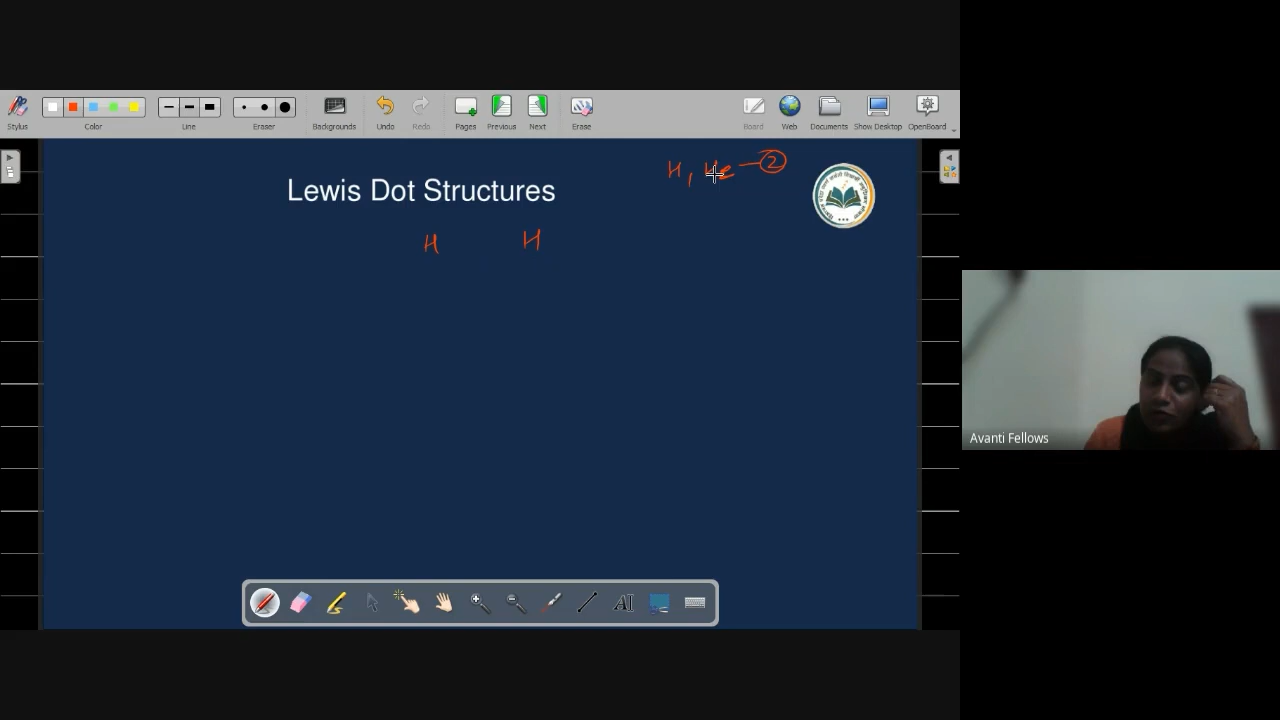 Stylus
Color
Line
Eraser
Backgrounds
Undo
Redo
Pages
Previous
Next
Erase
Board
Web
Documents
Show Desktop
OpenBoard
H, He — 2
Lewis Dot Structures
H H
Avanti Fellows
AI